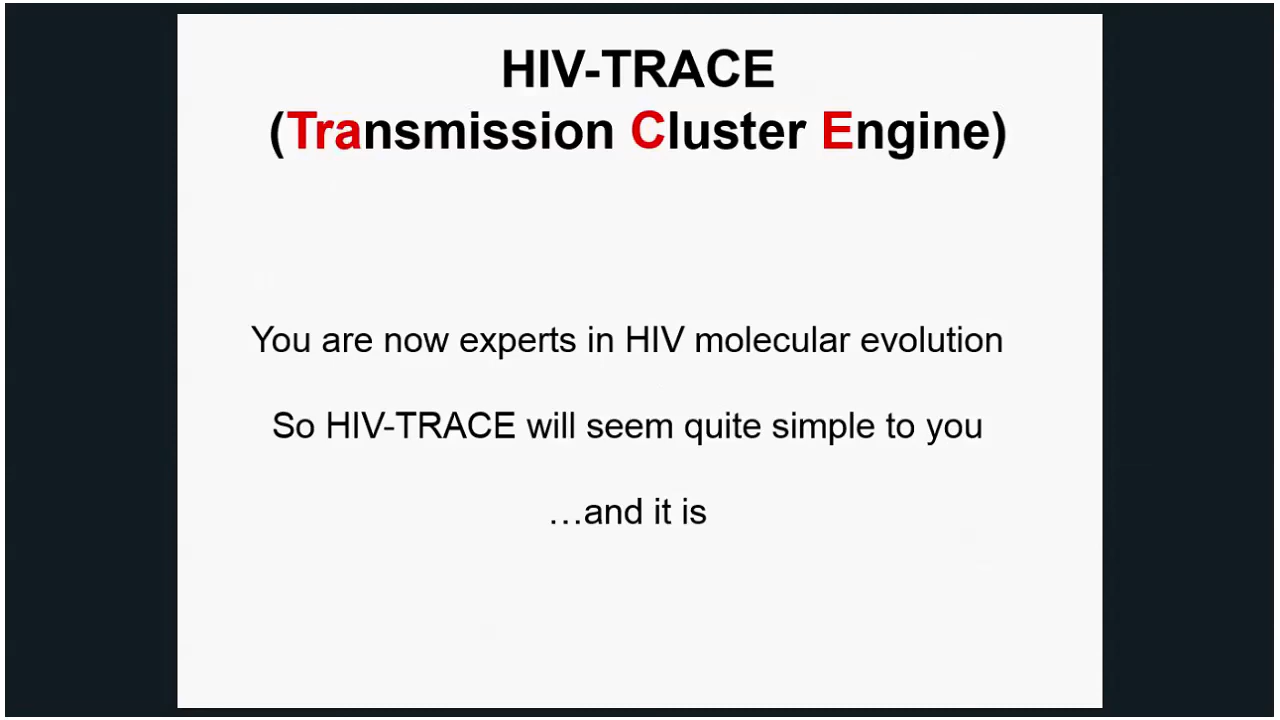 HIV-TRACE
(Transmission Cluster Engine)
You are now experts in HIV molecular evolution
So HIV-TRACE will seem quite simple to you
…and it is